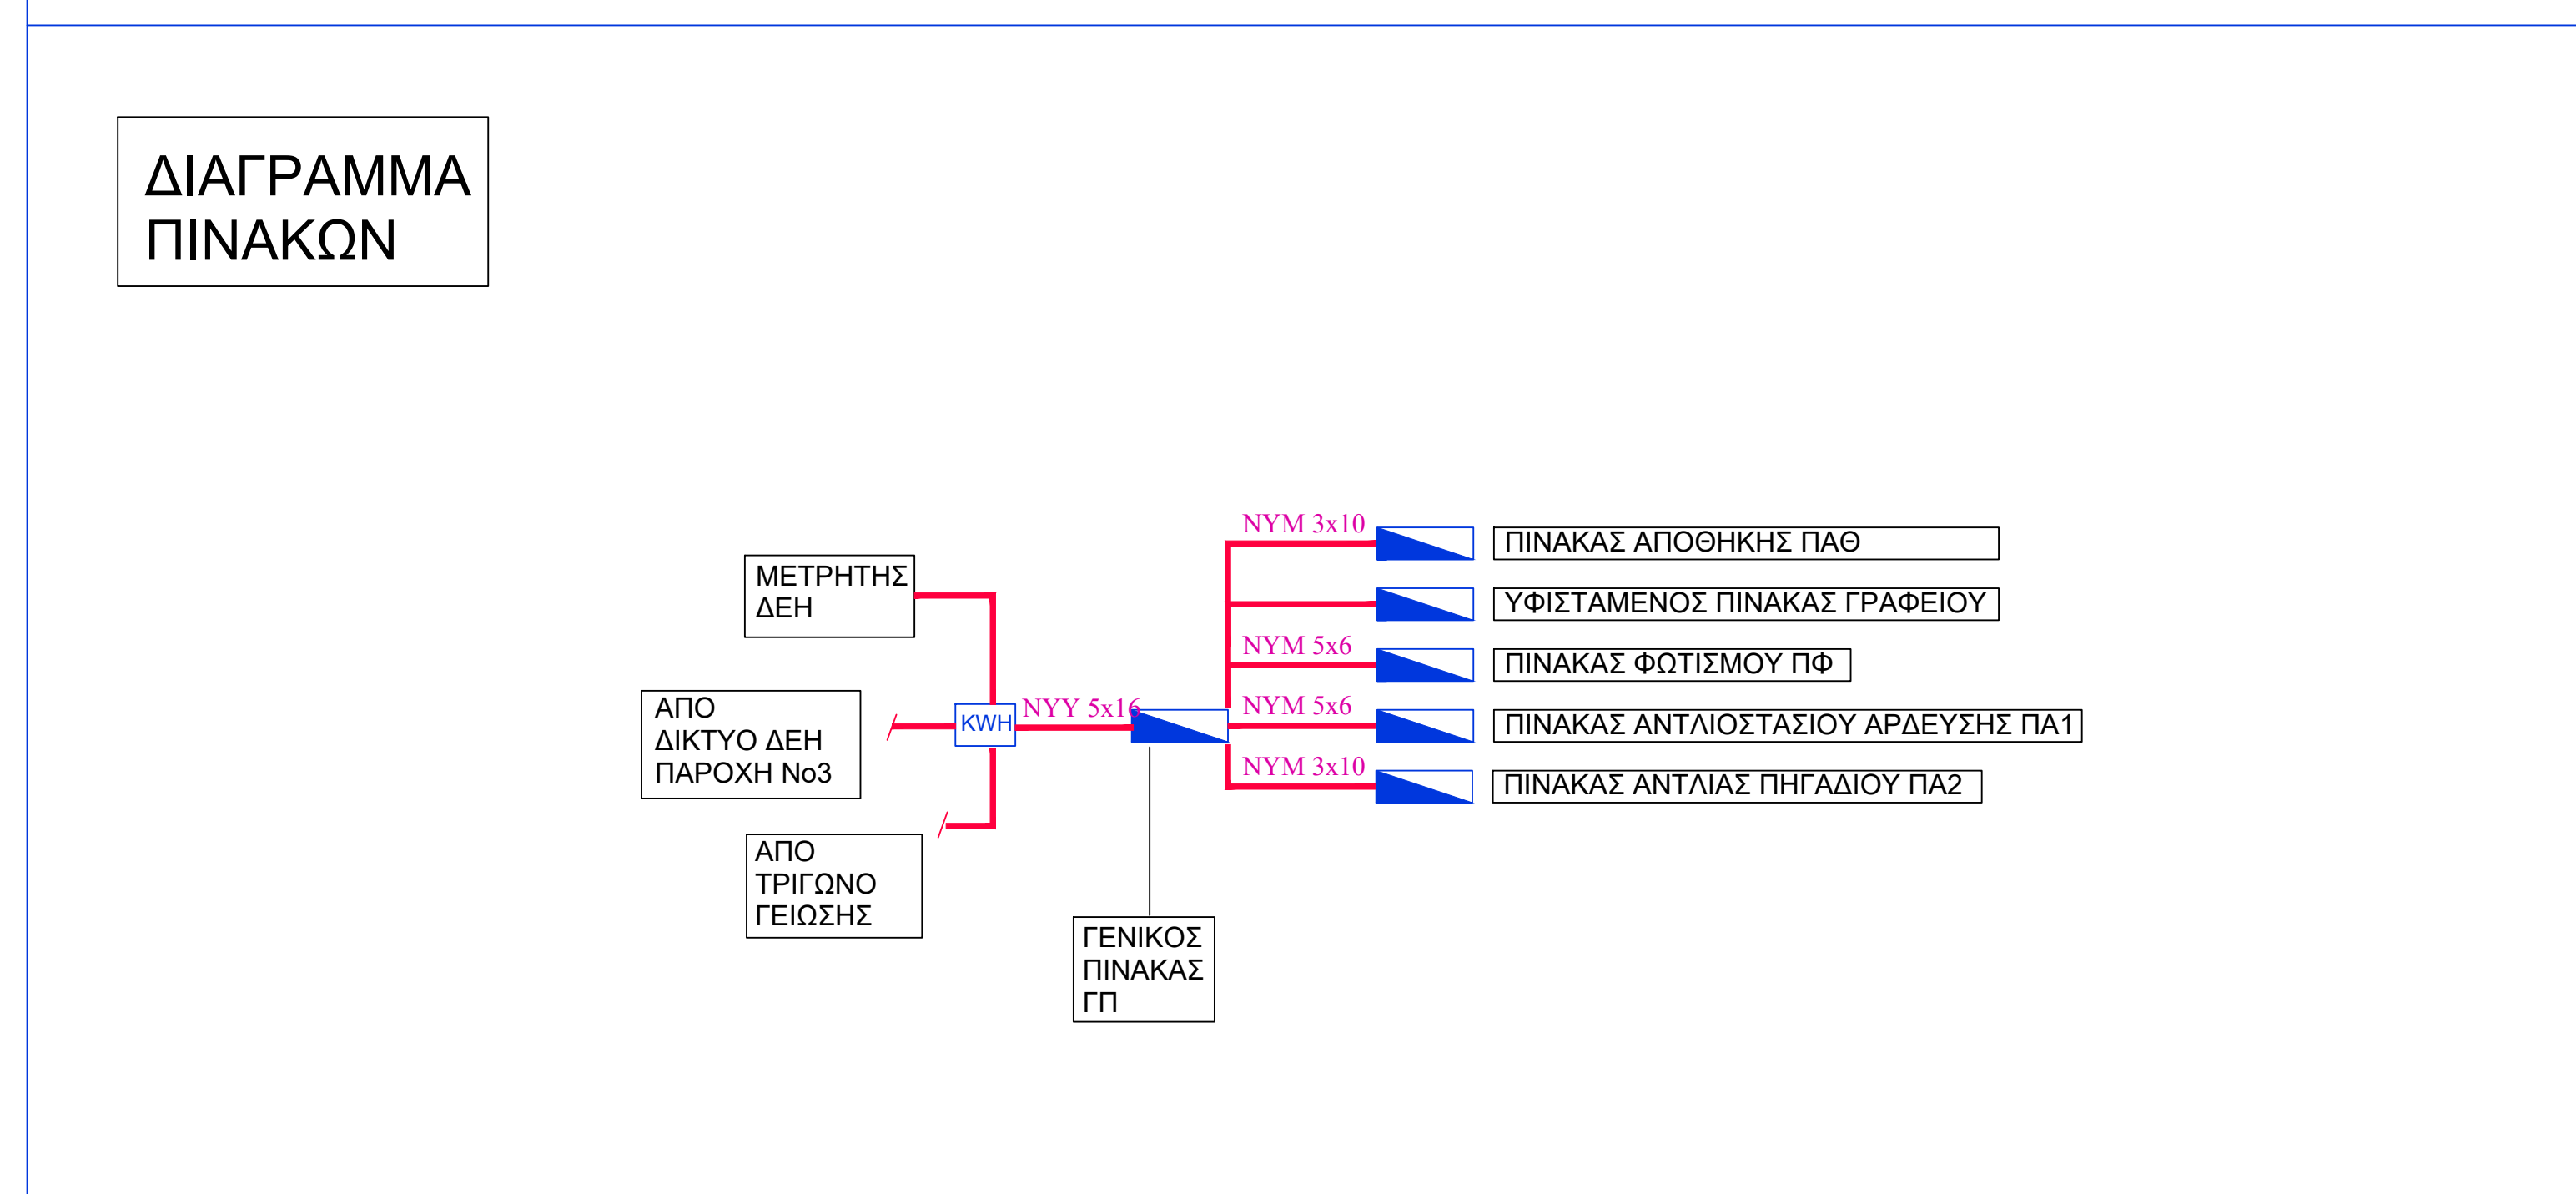 ΔΙΑΓΡΑΜΜΑ
ΠΙΝΑΚΩΝ
ΜΕΤΡΗΤΗΣ
ΔΕΗ
ΑΠΟ
ΔΙΚΤΥΟ ΔΕΗ
ΠΑΡΟΧΗ Νο3
ΑΠΟ
ΤΡΙΓΩΝΟ
ΓΕΙΩΣΗΣ
KWH
NYY 5x16
ΓΕΝΙΚΟΣ
ΠΙΝΑΚΑΣ
ΓΠ
NYM 3x10
ΠΙΝΑΚΑΣ ΑΠΟΘΗΚΗΣ ΠΑΘ
ΥΦΙΣΤΑΜΕΝΟΣ ΠΙΝΑΚΑΣ ΓΡΑΦΕΙΟΥ
NYM 5x6
ΠΙΝΑΚΑΣ ΦΩΤΙΣΜΟΥ ΠΦ
NYM 5x6
ΠΙΝΑΚΑΣ ΑΝΤΛΙΟΣΤΑΣΙΟΥ ΑΡΔΕΥΣΗΣ ΠΑ1
NYM 3x10
ΠΙΝΑΚΑΣ ΑΝΤΛΙΑΣ ΠΗΓΑΔΙΟΥ ΠΑ2